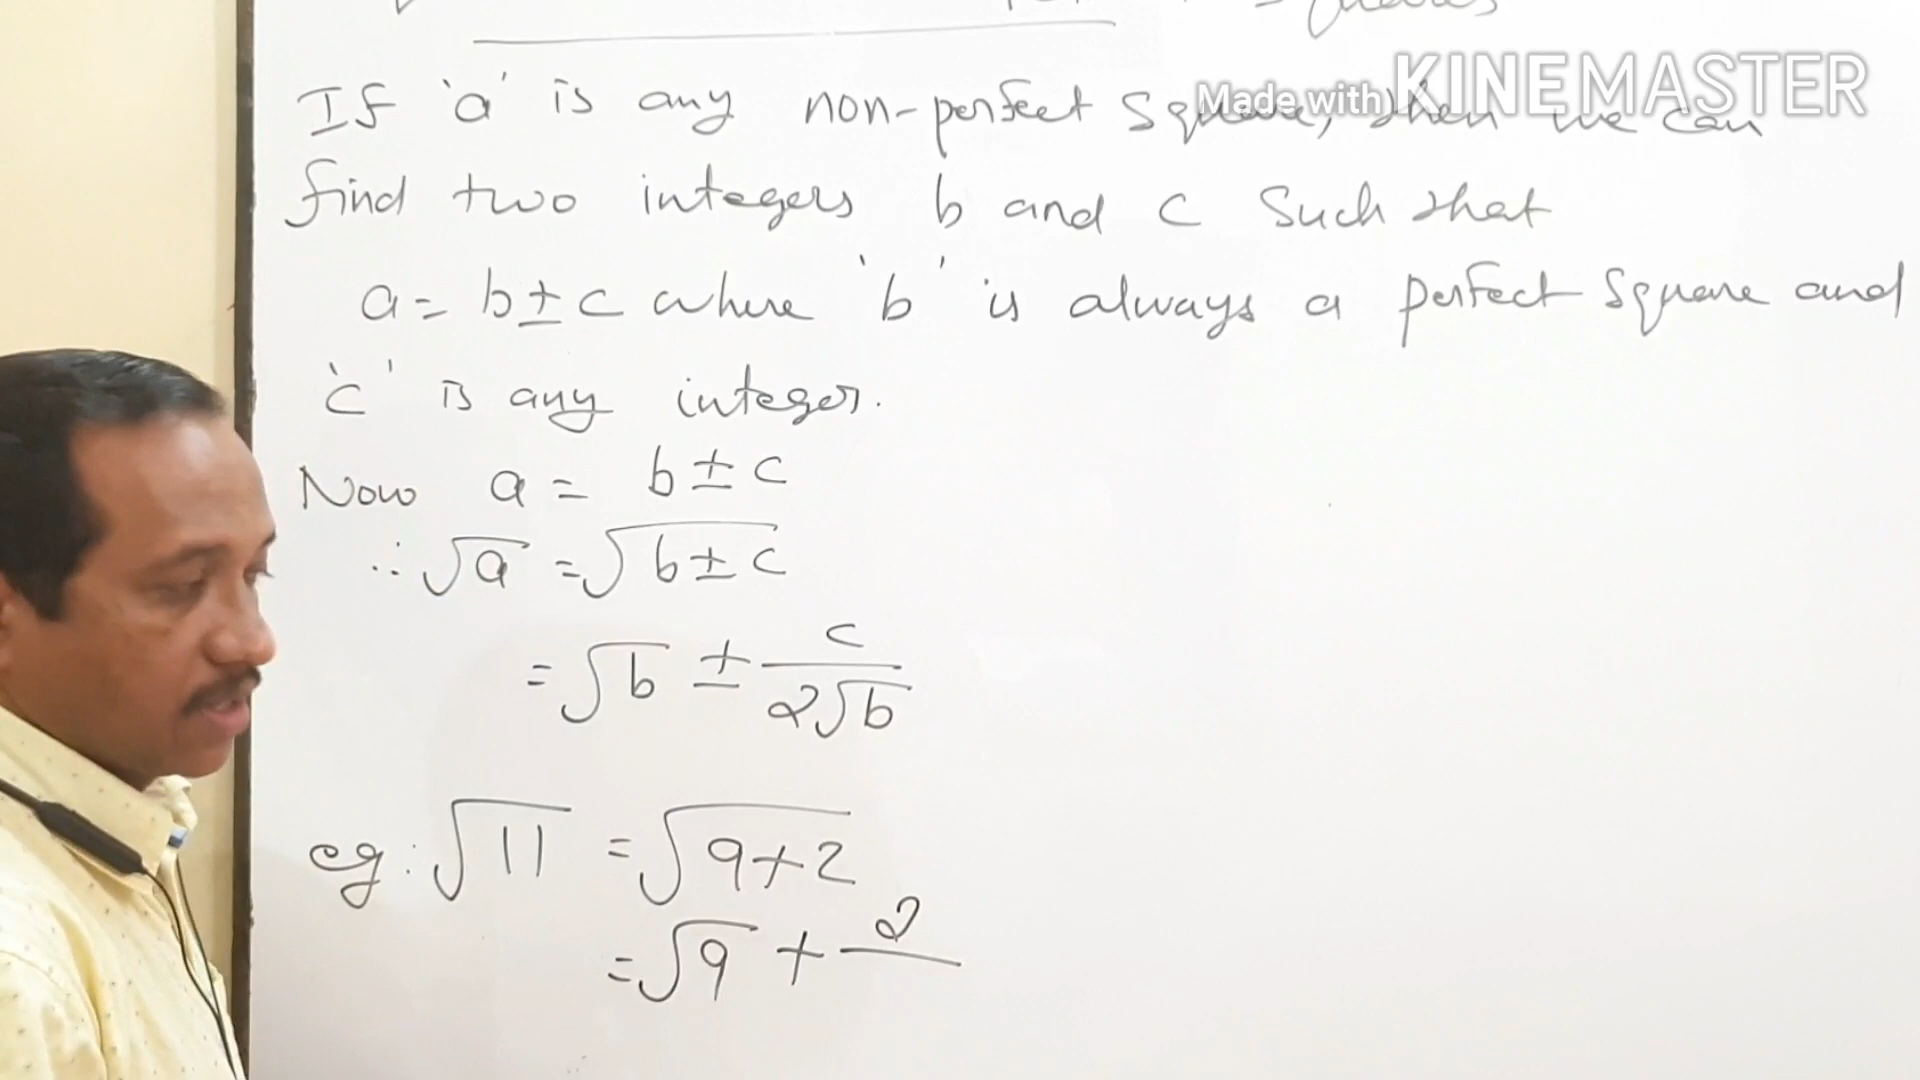 If 'a' is any non-perfect square, then we can
Made with KINEMASTER
find two integers b and c such that
a = b ± c where 'b' is always a perfect square and
'c' is any integer.
Now a = b ± c
∴ √a = √(b ± c)
= √b ± c/(2√b)
eg: √11 = √(9+2)
= √9 + 2/